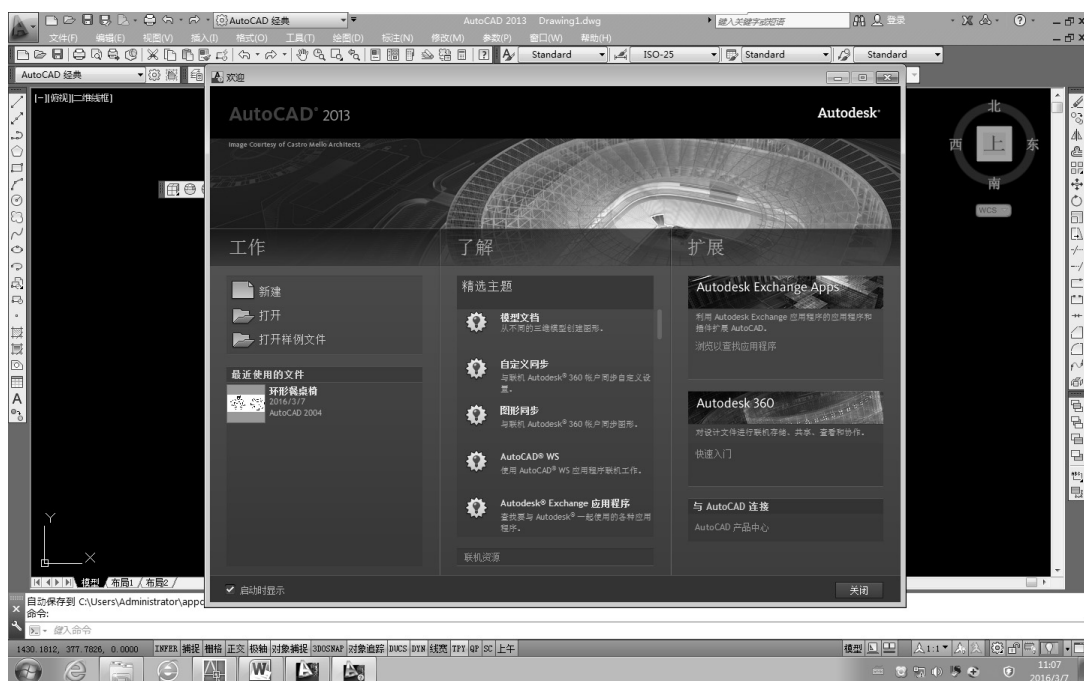 AutoCAD 经典
AutoCAD 2013 Drawing1.dwg
键入关键字或短语
登录
文件(F) 编辑(E) 视图(V) 插入(I) 格式(O) 工具(T) 绘图(D) 标注(N) 修改(M) 参数(P) 窗口(W) 帮助(H)
Standard ISO-25 Standard Standard
AutoCAD 经典
欢迎
[-][俯视][二维线框]
AutoCAD® 2013
Autodesk®
Image Courtesy of Castro Mello Architects
北
西 上 东
南
WCS
工作
新建
打开
打开样例文件
最近使用的文件
环形餐桌椅
2016/3/7
AutoCAD 2004
了解
精选主题
模型文档
从不同的三维模型创建图形。
自定义同步
与联机 Autodesk® 360 帐户同步自定义设
置。
图形同步
与联机 Autodesk® 360 帐户同步图形。
AutoCAD® WS
使用 AutoCAD® WS 应用程序联机工作。
Autodesk® Exchange 应用程序
查找要与 Autodesk® 一起使用的各种应用
程序。
联机资源
扩展
Autodesk Exchange Apps
利用 Autodesk Exchange 应用程序的应用程序和
插件扩展 AutoCAD。
浏览以查找应用程序
Autodesk 360
对设计文件进行联机存储、共享、查看和协作。
快速入门
与 AutoCAD 连接
AutoCAD 产品中心
启动时显示
关闭
Y
X
模型 布局1 布局2
自动保存到 C:\Users\Administrator\appd
命令:
键入命令
1430.1812, 377.7826, 0.0000 INFER 捕捉 栅格 正交 极轴 对象捕捉 3DOSNAP 对象追踪 DUCS DYN 线宽 TPY QP SC 上午
模型 人1:1
11:07
2016/3/7